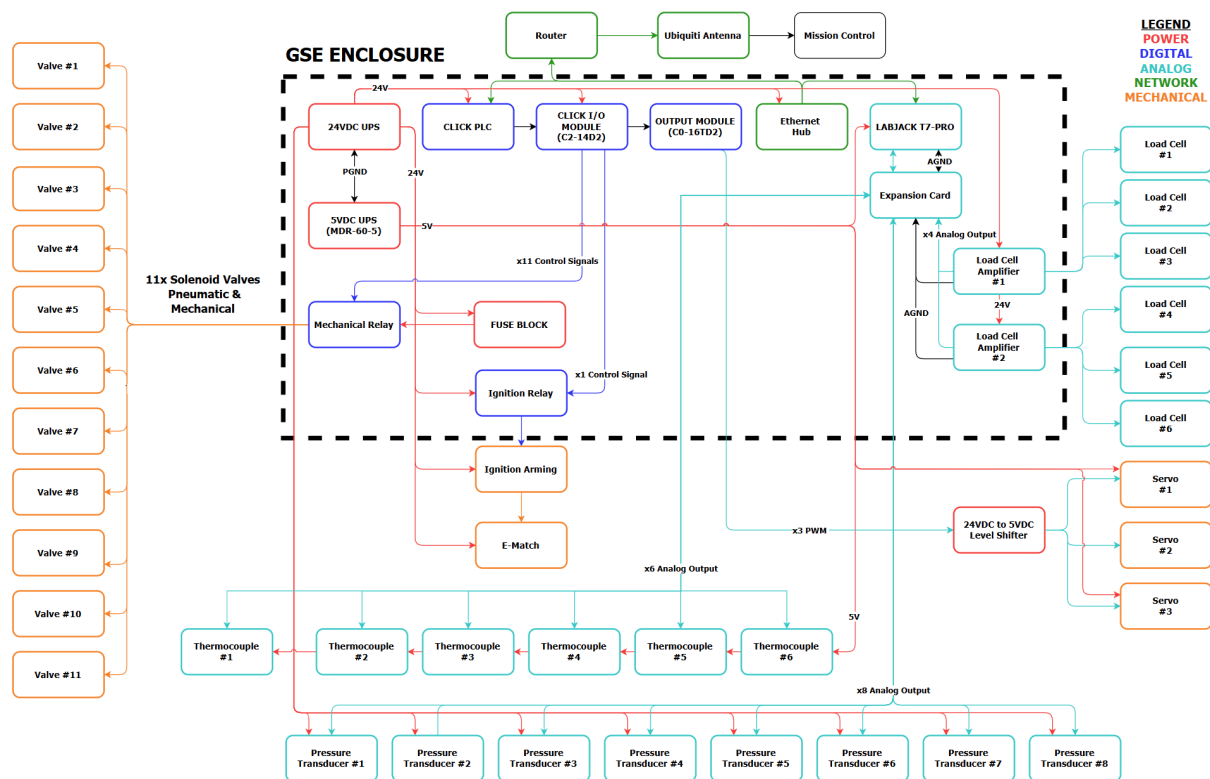 LEGEND
POWER
DIGITAL
ANALOG
NETWORK
MECHANICAL
Router
Ubiquiti Antenna
Mission Control
GSE ENCLOSURE
24V
24VDC UPS
CLICK PLC
CLICK I/O
MODULE
(C2-14D2)
OUTPUT MODULE
(C0-16TD2)
Ethernet
Hub
LABJACK T7-PRO
PGND
24V
AGND
Expansion Card
5VDC UPS
(MDR-60-5)
5V
x4 Analog Output
x11 Control Signals
Load Cell
Amplifier
#1
24V
AGND
Load Cell
Amplifier
#2
Mechanical Relay
FUSE BLOCK
x1 Control Signal
Ignition Relay
Ignition Arming
E-Match
11x Solenoid Valves
Pneumatic &
Mechanical
Valve #1
Valve #2
Valve #3
Valve #4
Valve #5
Valve #6
Valve #7
Valve #8
Valve #9
Valve #10
Valve #11
Load Cell
#1
Load Cell
#2
Load Cell
#3
Load Cell
#4
Load Cell
#5
Load Cell
#6
x3 PWM
24VDC to 5VDC
Level Shifter
Servo
#1
Servo
#2
Servo
#3
x6 Analog Output
5V
Thermocouple
#1
Thermocouple
#2
Thermocouple
#3
Thermocouple
#4
Thermocouple
#5
Thermocouple
#6
x8 Analog Output
Pressure
Transducer #1
Pressure
Transducer #2
Pressure
Transducer #3
Pressure
Transducer #4
Pressure
Transducer #5
Pressure
Transducer #6
Pressure
Transducer #7
Pressure
Transducer #8